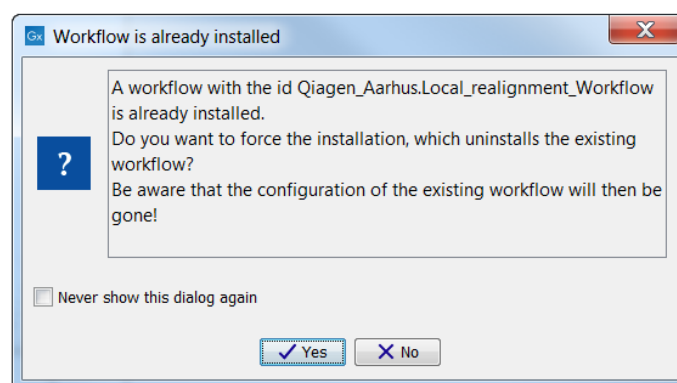 Gx Workflow is already installed
A workflow with the id Qiagen_Aarhus.Local_realignment_Workflow
is already installed.
Do you want to force the installation, which uninstalls the existing
workflow?
Be aware that the configuration of the existing workflow will then be
gone!
Never show this dialog again
Yes No